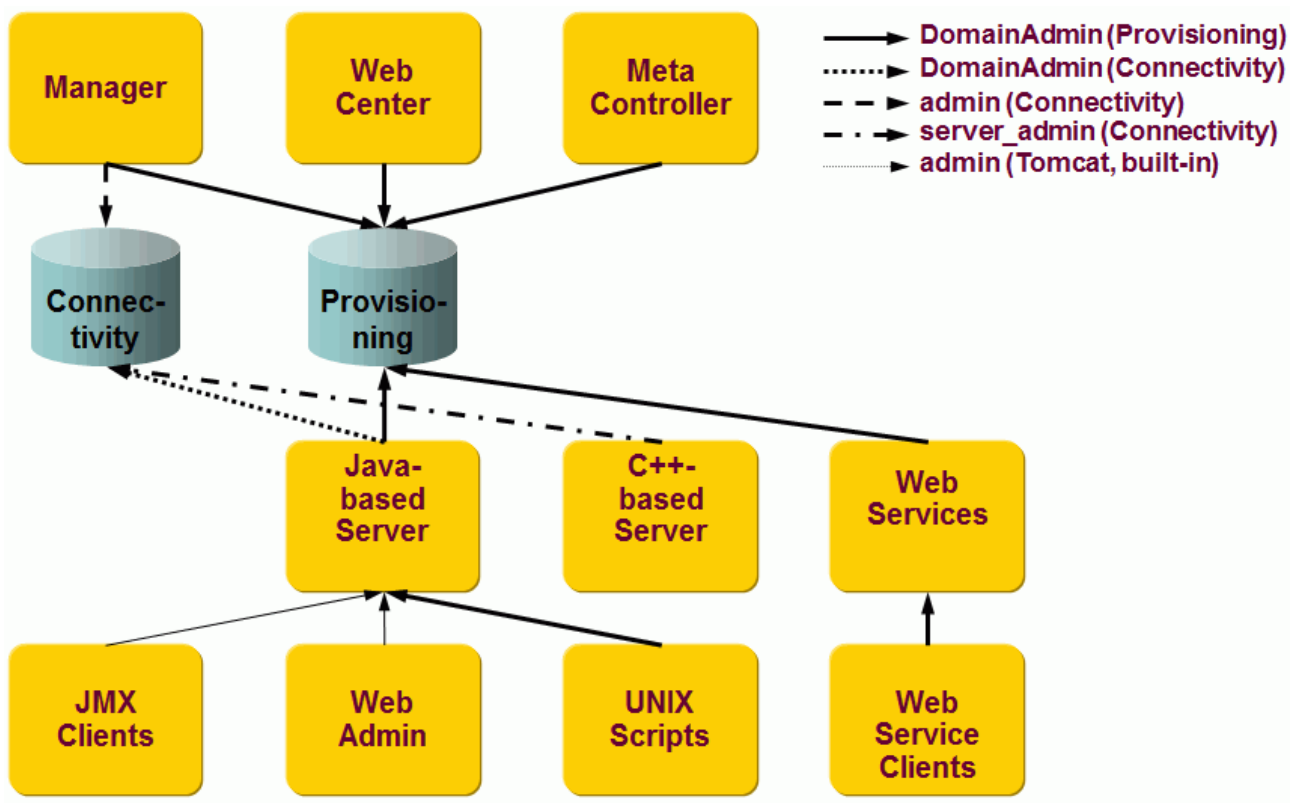 Manager
Web
Center
Meta
Controller
DomainAdmin (Provisioning)
DomainAdmin (Connectivity)
admin (Connectivity)
server_admin (Connectivity)
admin (Tomcat, built-in)
Connec-
tivity
Provisio-
ning
Java-
based
Server
C++-
based
Server
Web
Services
JMX
Clients
Web
Admin
UNIX
Scripts
Web
Service
Clients